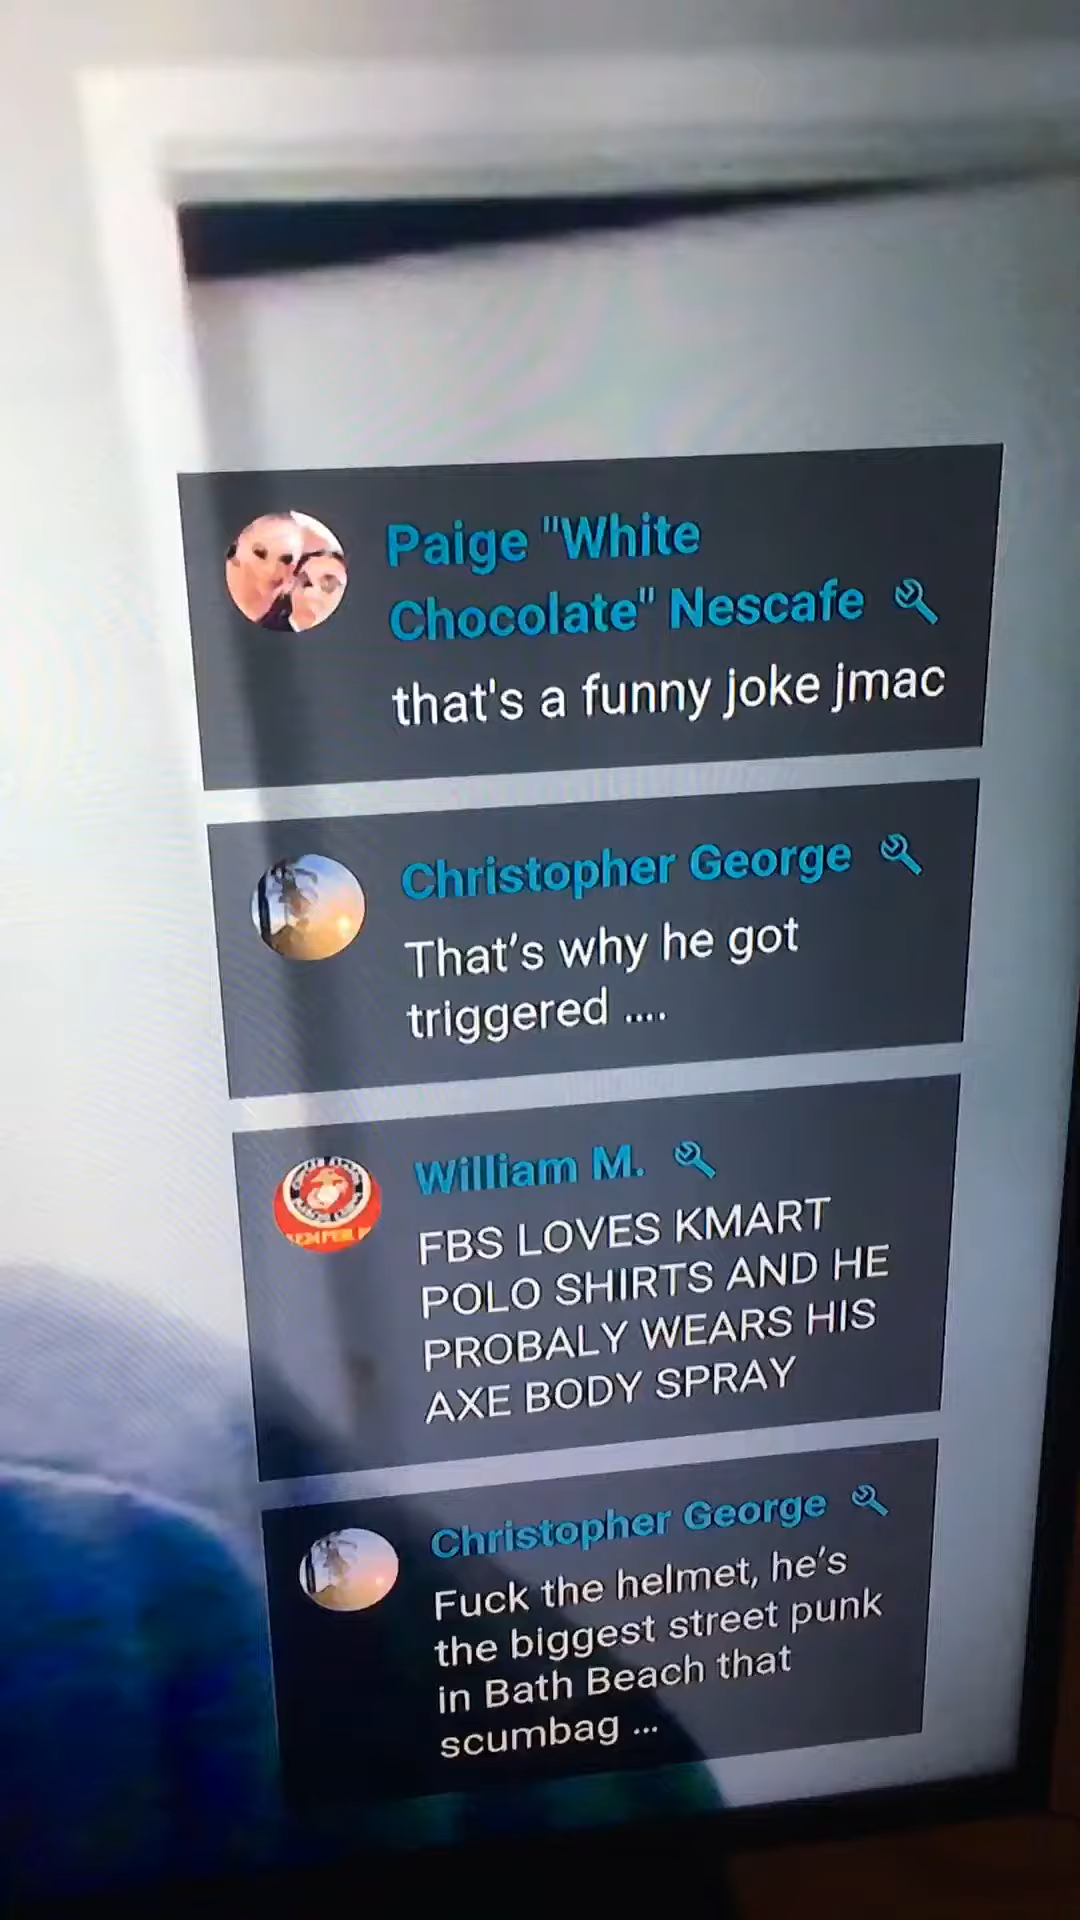 Paige "White
Chocolate" Nescafe
that's a funny joke jmac
Christopher George
That's why he got
triggered ....
William M.
FBS LOVES KMART
POLO SHIRTS AND HE
PROBALY WEARS HIS
AXE BODY SPRAY
Christopher George
Fuck the helmet, he's
the biggest street punk
in Bath Beach that
scumbag ...